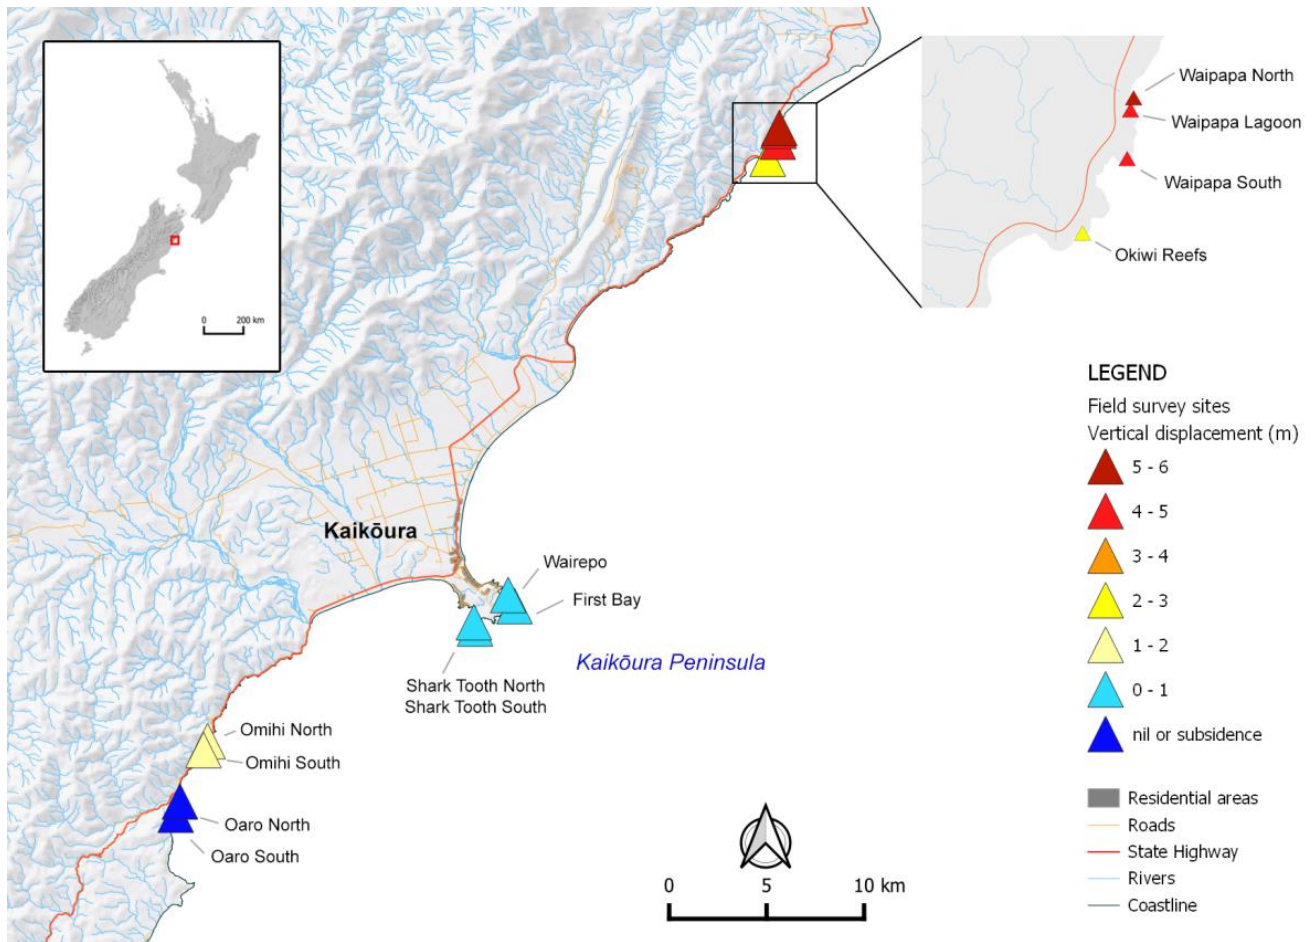 0 200 km
Waipapa North
Waipapa Lagoon
Waipapa South
Okiwi Reefs
LEGEND
Field survey sites
Vertical displacement (m)
5 - 6
4 - 5
3 - 4
2 - 3
1 - 2
0 - 1
nil or subsidence
Residential areas
Roads
State Highway
Rivers
Coastline
Kaikōura
Wairepo
First Bay
Kaikōura Peninsula
Shark Tooth North
Shark Tooth South
Omihi North
Omihi South
Oaro North
Oaro South
0 5 10 km